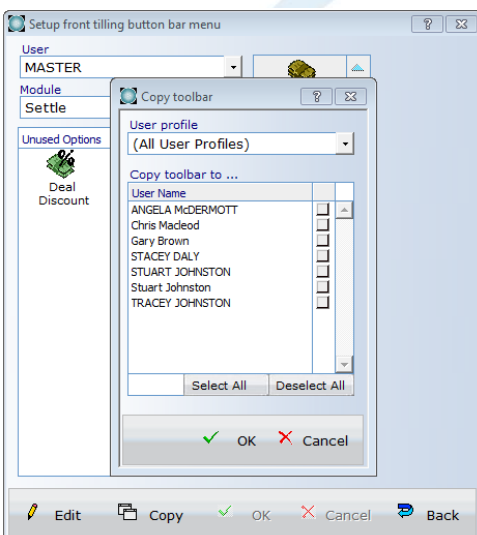 Setup front tilling button bar menu
User
MASTER
Module
Settle
Unused Options
Deal
Discount
Copy toolbar
User profile
(All User Profiles)
Copy toolbar to ...
User Name
ANGELA McDERMOTT
Chris Macleod
Gary Brown
STACEY DALY
STUART JOHNSTON
Stuart Johnston
TRACEY JOHNSTON
Select All Deselect All
OK Cancel
Edit Copy OK Cancel Back